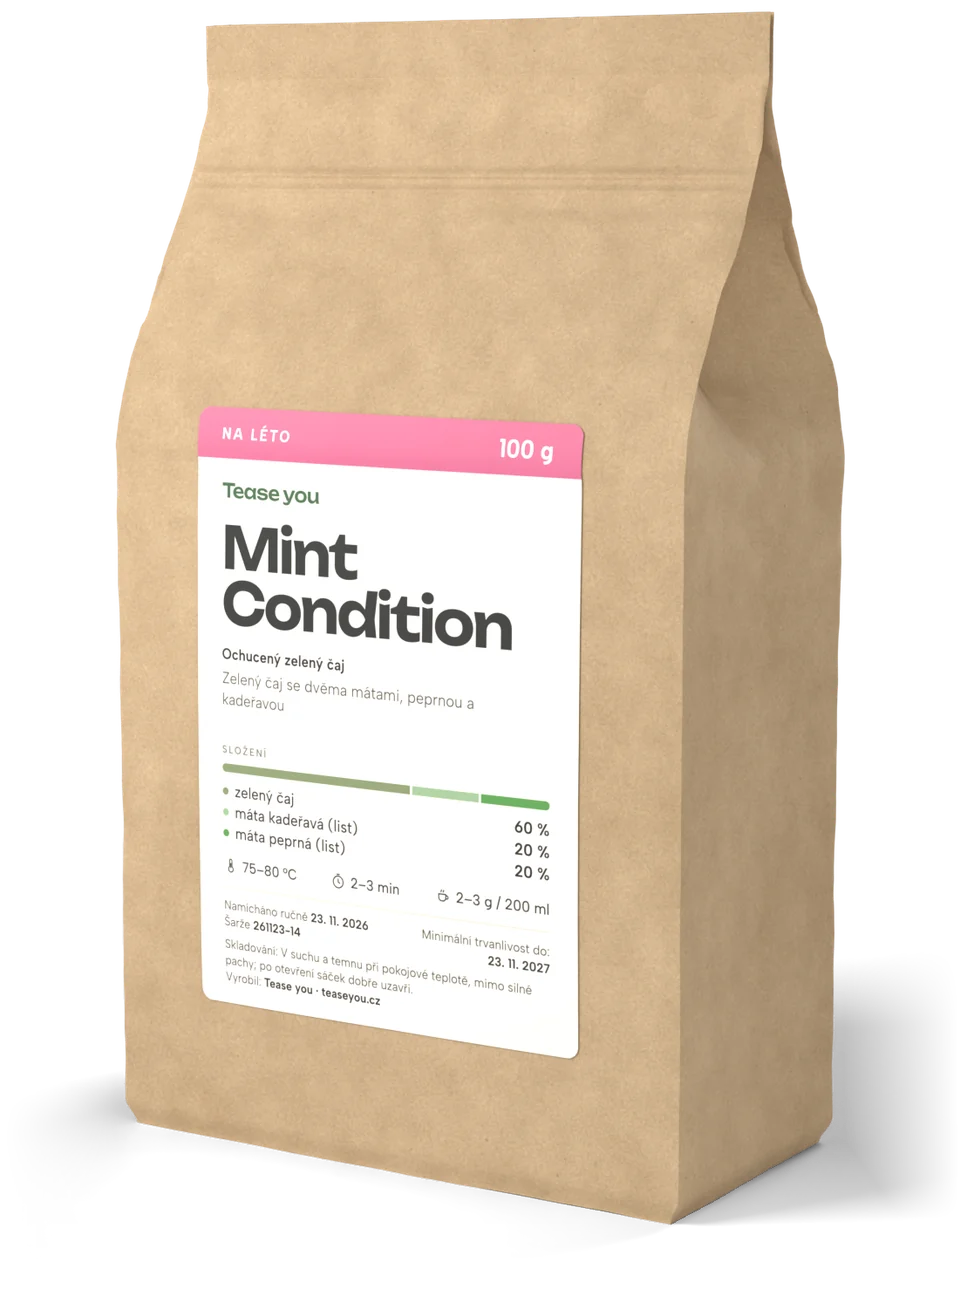 NA LÉTO
100 g
Tease you
Mint
Condition
Ochucený zelený čaj
Zelený čaj se dvěma mátami, peprnou a
kadeřavou
SLOŽENÍ
zelený čaj 60 %
máta kadeřavá (list) 20 %
máta peprná (list) 20 %
75–80 °C 2–3 min 2–3 g / 200 ml
Namícháno ručně 23. 11. 2026
Šarže 261123-14
Minimální trvanlivost do:
23. 11. 2027
Skladování: V suchu a temnu při pokojové teplotě, mimo silné
pachy; po otevření sáček dobře uzavři.
Vyrobil: Tease you · teaseyou.cz